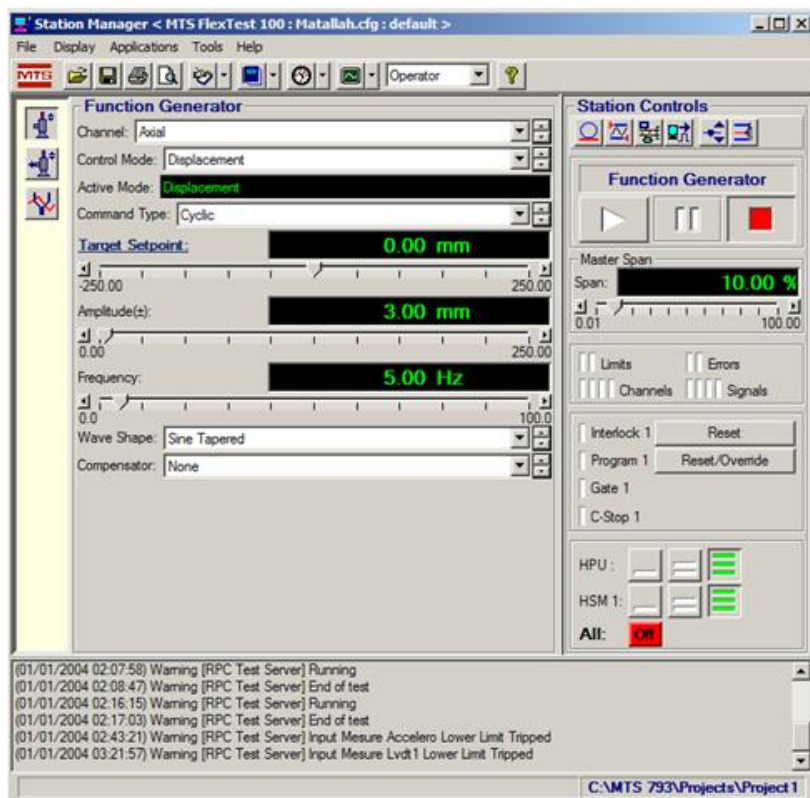 Station Manager < MTS FlexTest 100 : Matallah.cfg : default >
File Display Applications Tools Help
MTS Operator
Function Generator
Channel: Axial
Control Mode: Displacement
Active Mode: Displacement
Command Type: Cyclic
Target Setpoint: 0.00 mm
-250.00 250.00
Amplitude(±): 3.00 mm
0.00 250.00
Frequency: 5.00 Hz
0.0 100.0
Wave Shape: Sine Tapered
Compensator: None
Station Controls
Function Generator
Master Span
Span: 10.00 %
0.01 100.00
Limits Errors
Channels Signals
Interlock 1 Reset
Program 1 Reset/Override
Gate 1
C-Stop 1
HPU :
HSM 1:
All: Off
(01/01/2004 02:07:58) Warning [RPC Test Server] Running
(01/01/2004 02:08:47) Warning [RPC Test Server] End of test
(01/01/2004 02:16:15) Warning [RPC Test Server] Running
(01/01/2004 02:17:03) Warning [RPC Test Server] End of test
(01/01/2004 02:43:21) Warning [RPC Test Server] Input Mesure Accelero Lower Limit Tripped
(01/01/2004 03:21:57) Warning [RPC Test Server] Input Mesure Lvdt1 Lower Limit Tripped
C:\MTS 793\Projects\Project1